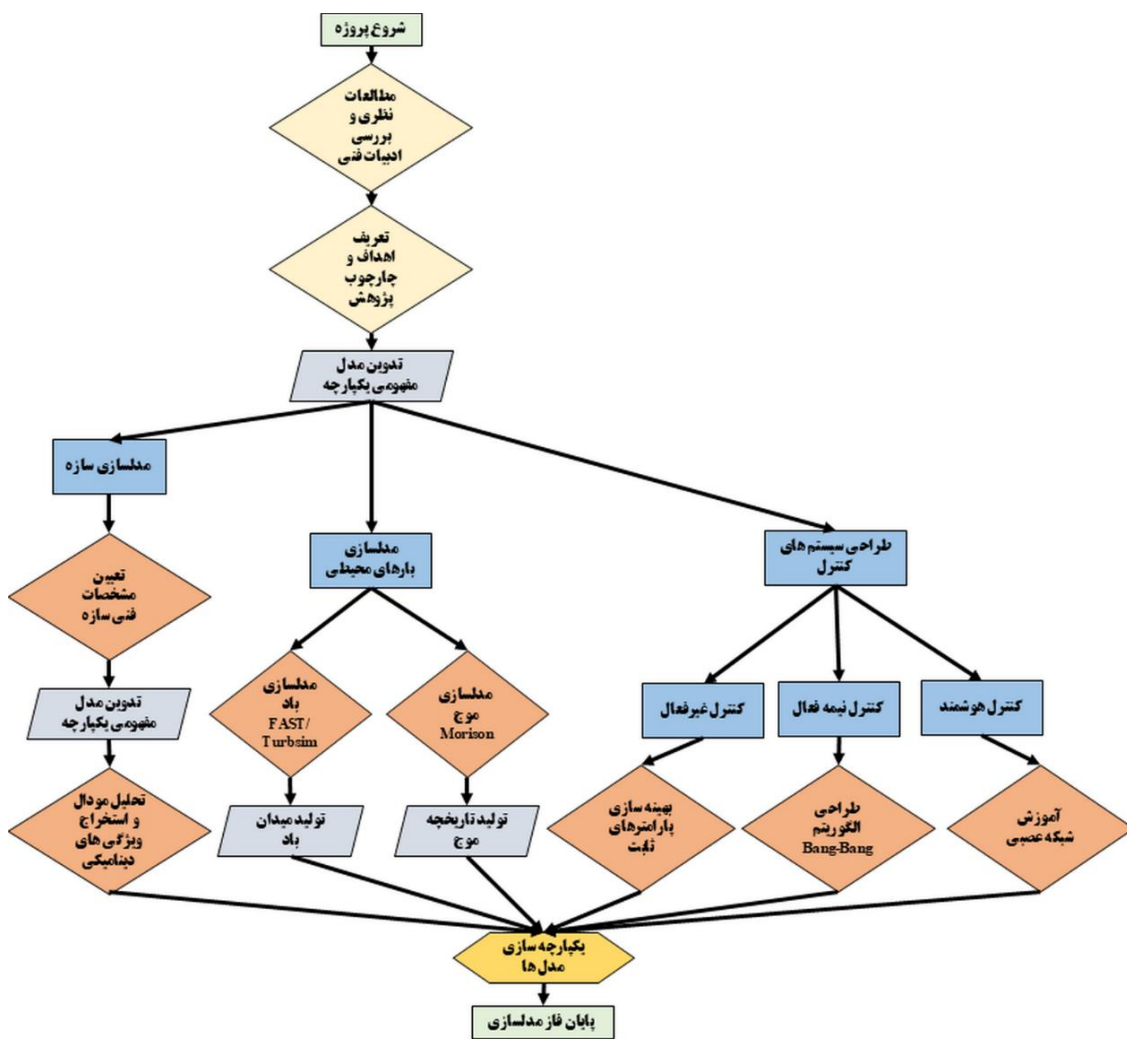 شروع پروژه
مطالعات
نظری و
بررسی
ادبیات فنی
تعریف
اهداف و
چارچوب
پژوهش
تدوین مدل
مفهومی یکپارچه
مدلسازی سازه
مدلسازی
بارهای محیطی
طراحی سیستم های
کنترل
تعیین
مشخصات
فنی سازه
مدلسازی
باد
FAST/
Turbsim
مدلسازی
موج
Morison
کنترل غیرفعال
کنترل نیمه فعال
کنترل هوشمند
تدوین مدل
مفهومی یکپارچه
تحلیل مودال
و استخراج
ویژگی های
دینامیکی
تولید میدان
باد
تولید تاریخچه
موج
بهینه سازی
پارامترهای
ثابت
طراحی
الگوریتم
Bang-Bang
آموزش
شبکه عصبی
یکپارچه سازی
مدل ها
پایان فاز مدلسازی